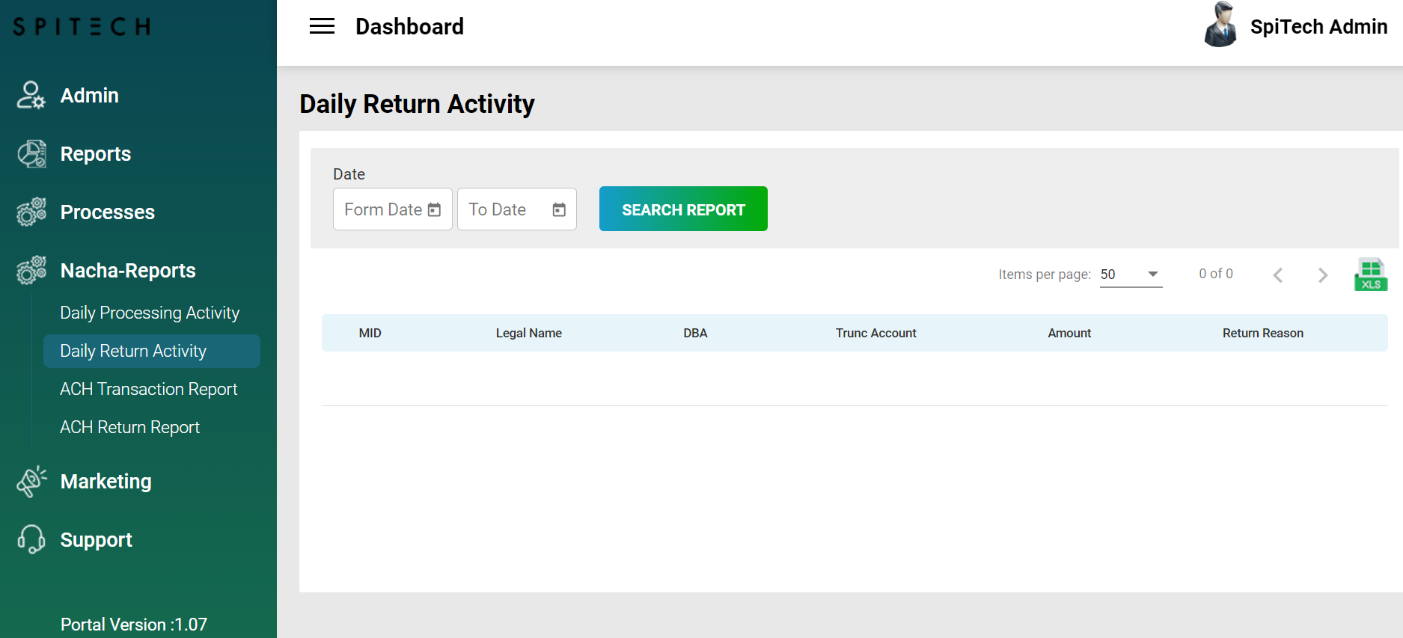 SPITECH
Dashboard
SpiTech Admin
Admin
Reports
Processes
Nacha-Reports
Daily Processing Activity
Daily Return Activity
ACH Transaction Report
ACH Return Report
Marketing
Support
Portal Version :1.07
Daily Return Activity
Date
Form Date To Date SEARCH REPORT
Items per page: 50 0 of 0 XLS
MID Legal Name DBA Trunc Account Amount Return Reason